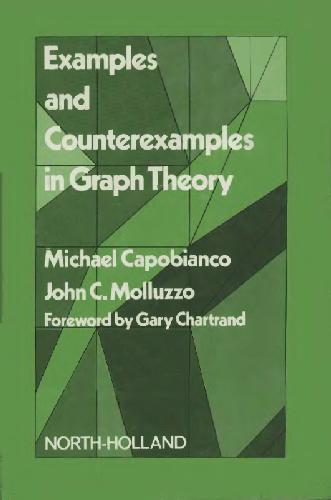 Examples
and
Counterexamples
in Graph Theory
Michael Capobianco
John C. Molluzzo
Foreword by Gary Chartrand
NORTH-HOLLAND